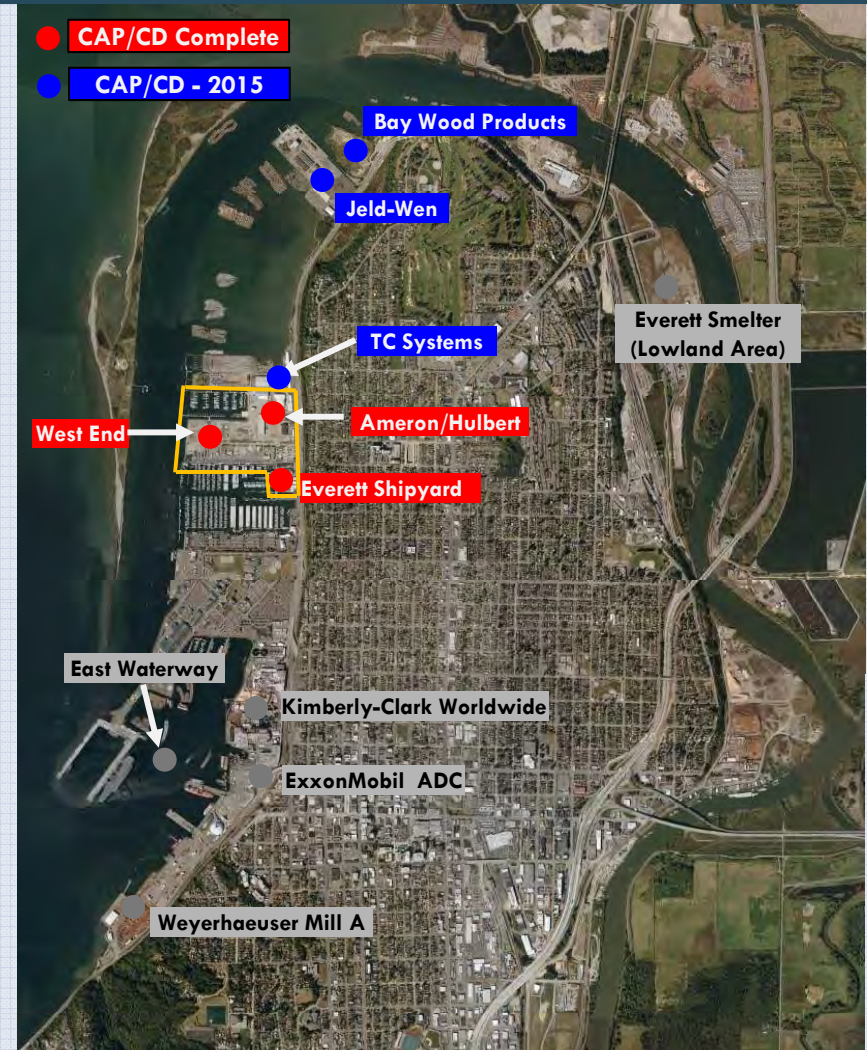 CAP/CD Complete
CAP/CD - 2015
Bay Wood Products
Jeld-Wen
Everett Smelter
(Lowland Area)
TC Systems
Ameron/Hulbert
West End
Everett Shipyard
East Waterway
Kimberly-Clark Worldwide
ExxonMobil ADC
Weyerhaeuser Mill A